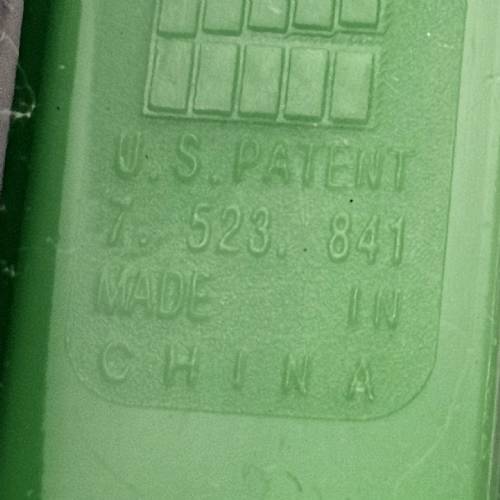 U.S.PATENT
7. 523. 841
MADE IN
CHINA